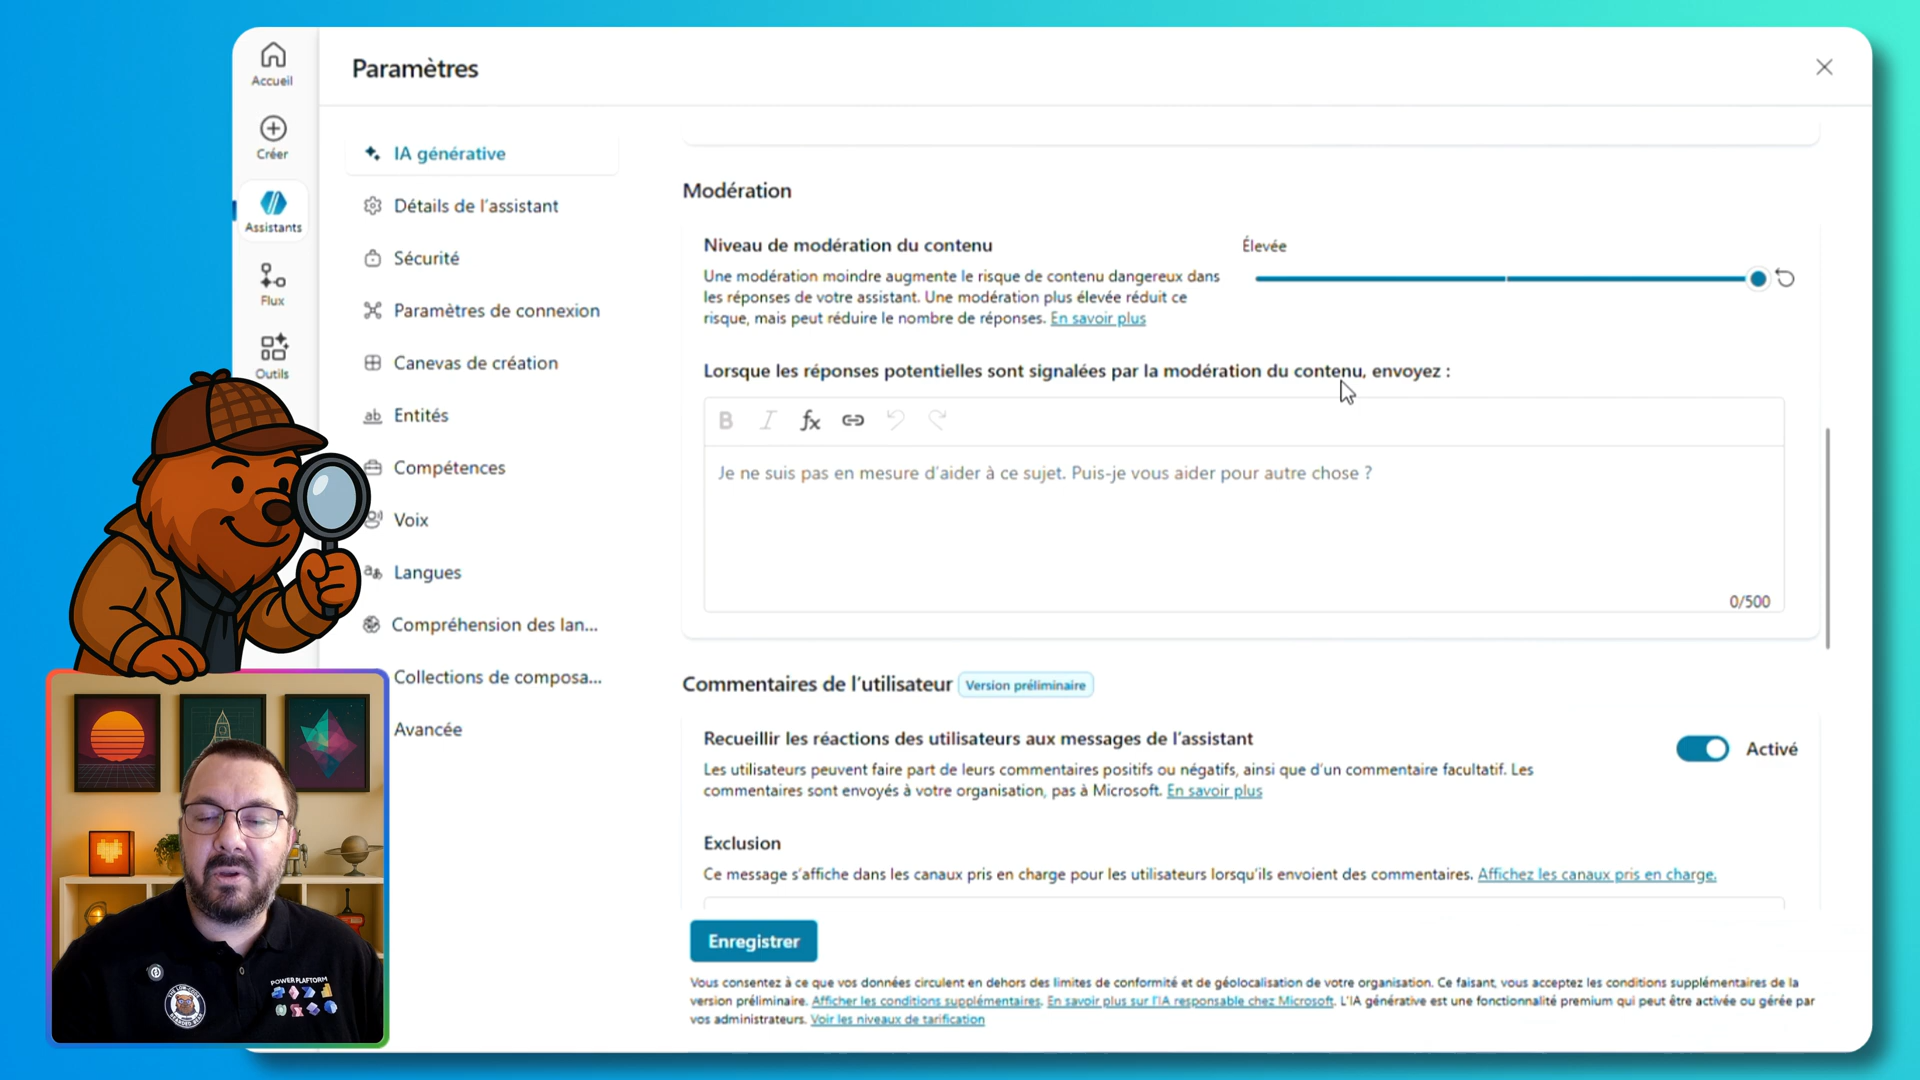 Accueil
Créer
Assistants
Flux
Outils
Paramètres
IA générative
Détails de l'assistant
Sécurité
Paramètres de connexion
Canevas de création
Entités
Compétences
Voix
Langues
Compréhension des lan...
Collections de composa...
Avancée
Modération
Niveau de modération du contenu
Élevée
Une modération moindre augmente le risque de contenu dangereux dans
les réponses de votre assistant. Une modération plus élevée réduit ce
risque, mais peut réduire le nombre de réponses. En savoir plus
Lorsque les réponses potentielles sont signalées par la modération du contenu, envoyez :
B I fx
Je ne suis pas en mesure d'aider à ce sujet. Puis-je vous aider pour autre chose ?
0/500
Commentaires de l'utilisateur Version préliminaire
Recueillir les réactions des utilisateurs aux messages de l'assistant
Activé
Les utilisateurs peuvent faire part de leurs commentaires positifs ou négatifs, ainsi que d'un commentaire facultatif. Les
commentaires sont envoyés à votre organisation, pas à Microsoft. En savoir plus
Exclusion
Ce message s'affiche dans les canaux pris en charge pour les utilisateurs lorsqu'ils envoient des commentaires. Affichez les canaux pris en charge.
Enregistrer
Vous consentez à ce que vos données circulent en dehors des limites de conformité et de géolocalisation de votre organisation. Ce faisant, vous acceptez les conditions supplémentaires de la
version préliminaire. Afficher les conditions supplémentaires. En savoir plus sur l'IA responsable chez Microsoft. L'IA générative est une fonctionnalité premium qui peut être activée ou gérée par
vos administrateurs. Voir les niveaux de tarification
POWER PLATFORM
THE LOW-CODE
BEARDED BEAR